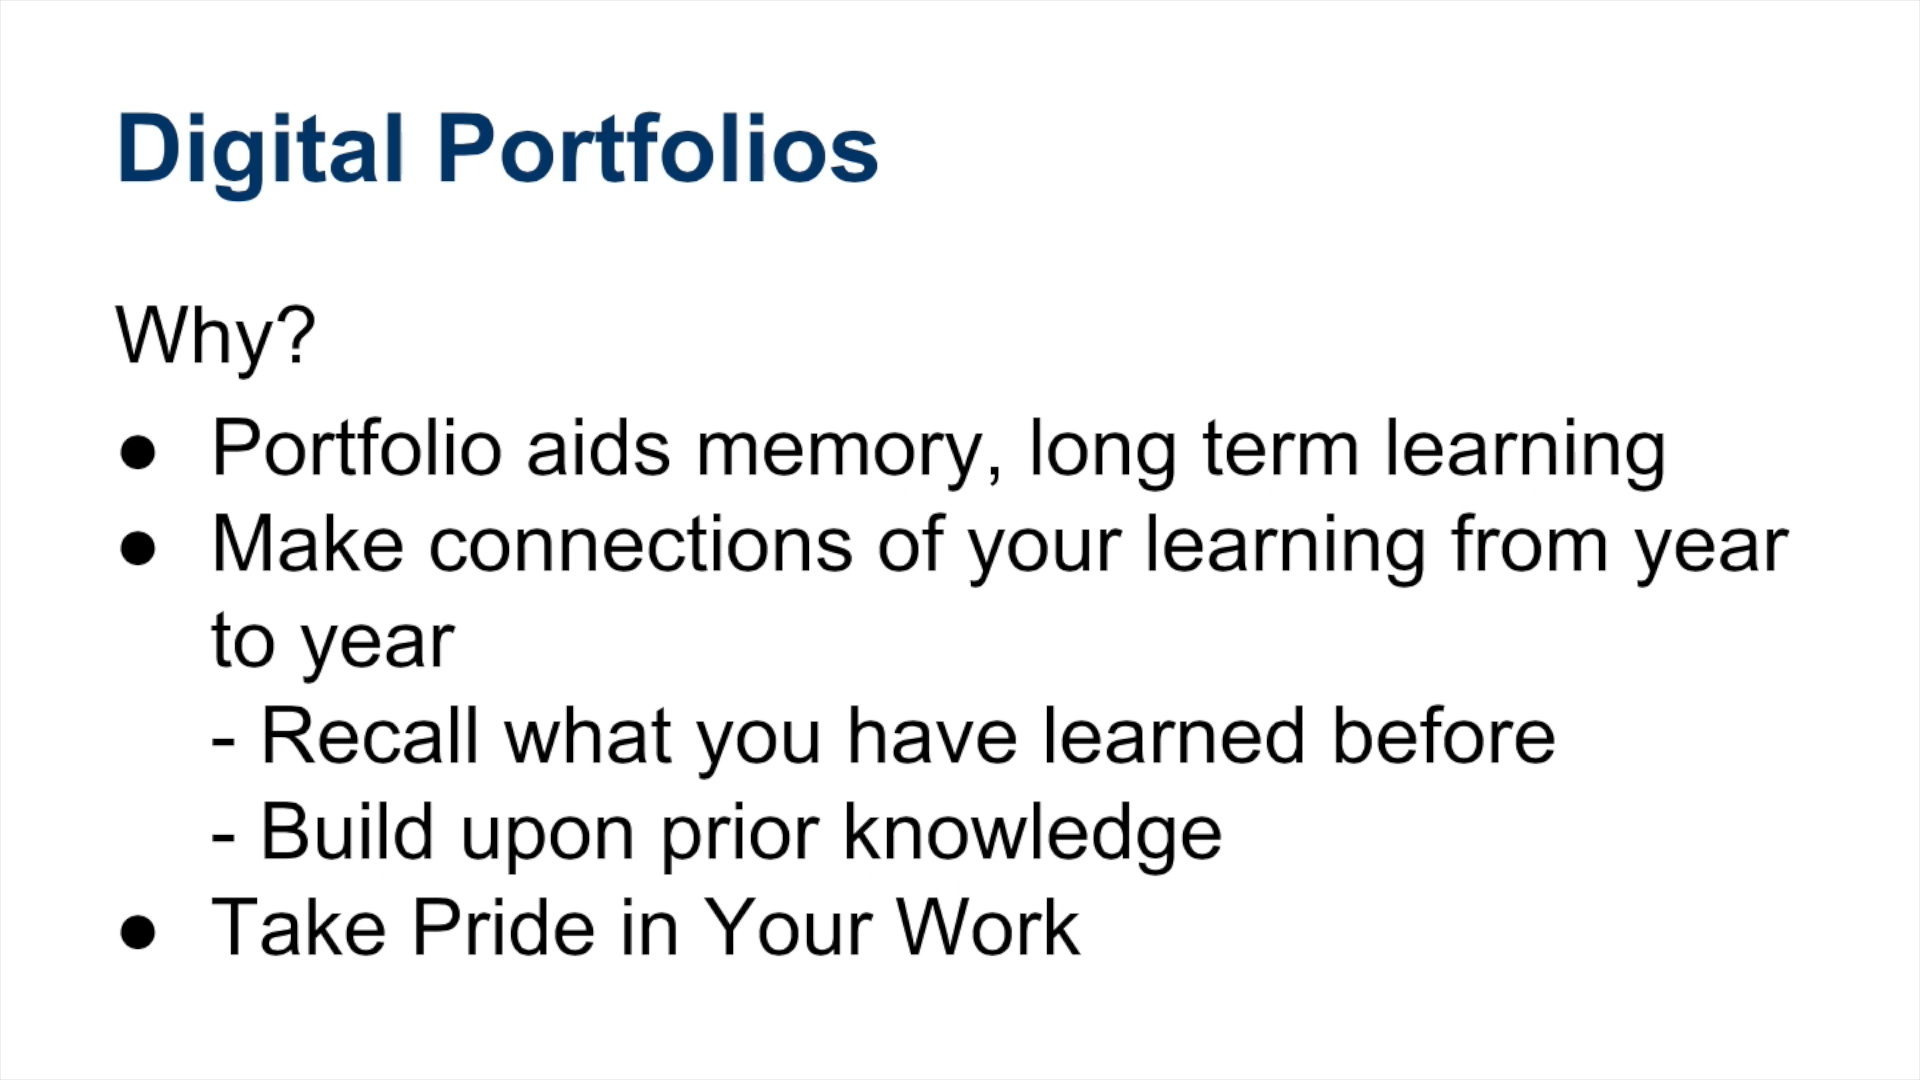 Digital Portfolios
Why?
● Portfolio aids memory, long term learning
● Make connections of your learning from year
to year
- Recall what you have learned before
- Build upon prior knowledge
● Take Pride in Your Work